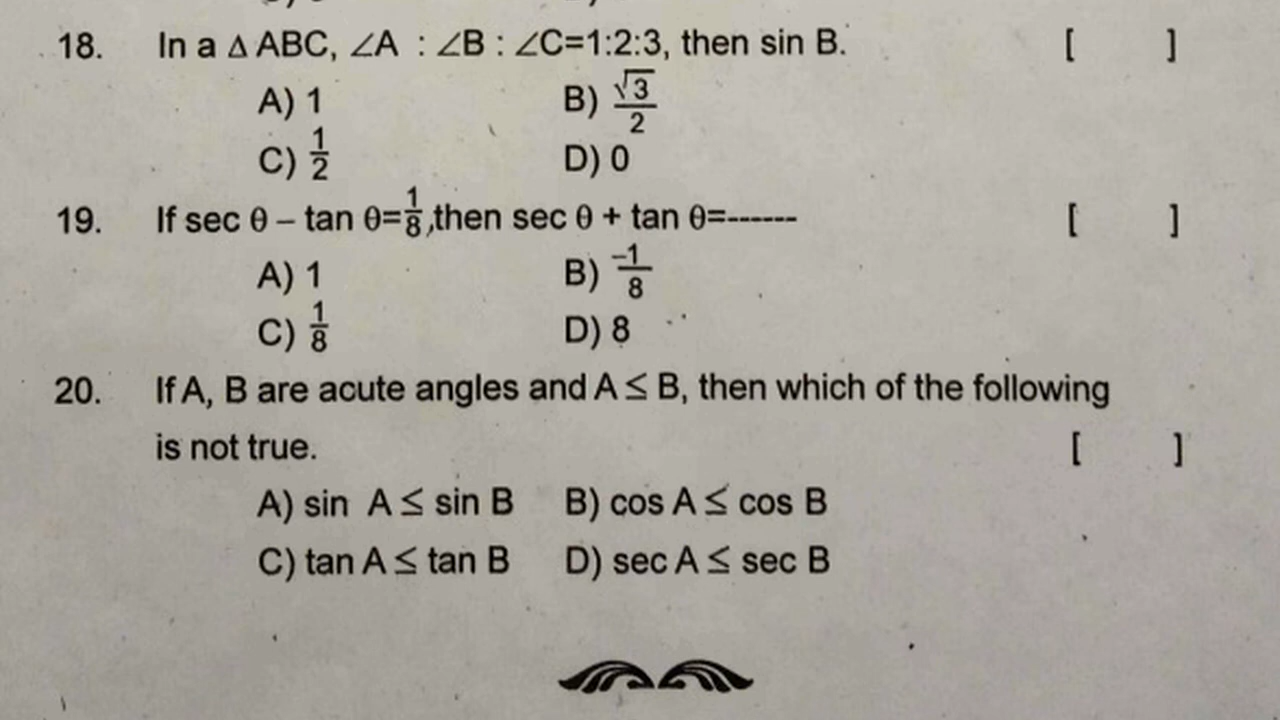 18. In a Δ ABC, ∠A : ∠B : ∠C=1:2:3, then sin B. [ ]
A) 1 B) √3/2
C) 1/2 D) 0
19. If sec θ – tan θ=1/8,then sec θ + tan θ=------ [ ]
A) 1 B) –1/8
C) 1/8 D) 8
20. If A, B are acute angles and A ≤ B, then which of the following
is not true. [ ]
A) sin A ≤ sin B B) cos A ≤ cos B
C) tan A ≤ tan B D) sec A ≤ sec B